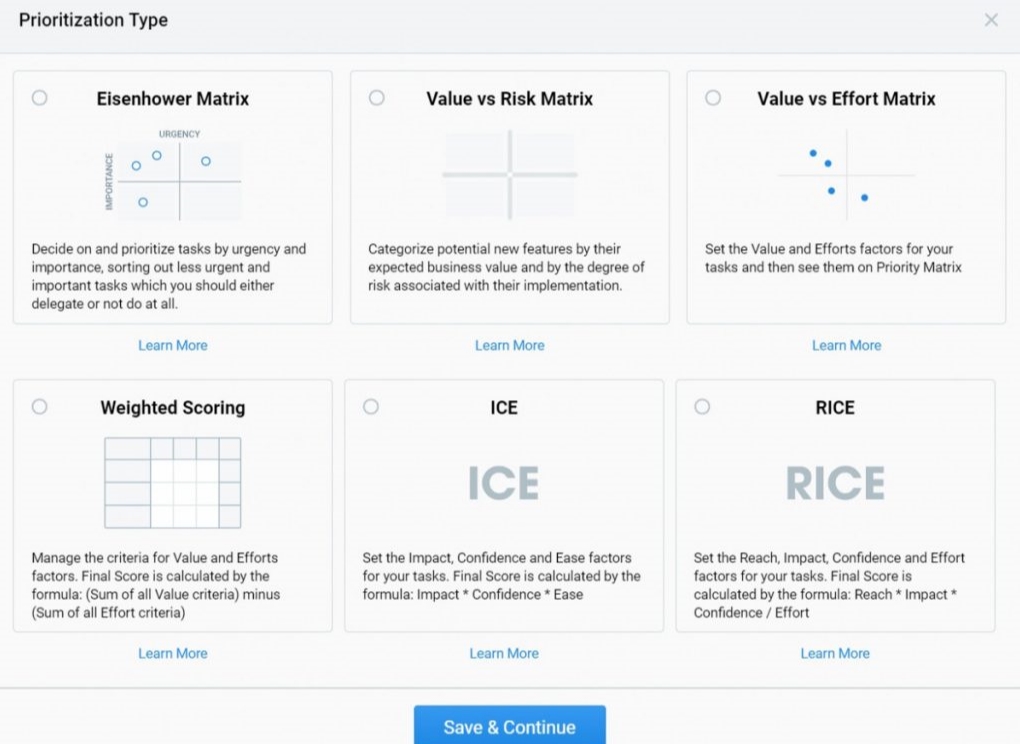 Prioritization Type
Eisenhower Matrix
URGENCY
IMPORTANCE
Decide on and prioritize tasks by urgency and
importance, sorting out less urgent and
important tasks which you should either
delegate or not do at all.
Learn More
Value vs Risk Matrix
Categorize potential new features by their
expected business value and by the degree of
risk associated with their implementation.
Learn More
Value vs Effort Matrix
Set the Value and Efforts factors for your
tasks and then see them on Priority Matrix
Learn More
Weighted Scoring
Manage the criteria for Value and Efforts
factors. Final Score is calculated by the
formula: (Sum of all Value criteria) minus
(Sum of all Effort criteria)
Learn More
ICE
ICE
Set the Impact, Confidence and Ease factors
for your tasks. Final Score is calculated by the
formula: Impact * Confidence * Ease
Learn More
RICE
RICE
Set the Reach, Impact, Confidence and Effort
factors for your tasks. Final Score is
calculated by the formula: Reach * Impact *
Confidence / Effort
Learn More
Save & Continue